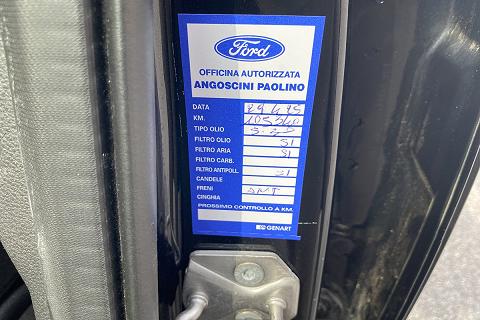 Ford
OFFICINA AUTORIZZATA
ANGOSCINI PAOLINO
DATA
KM. 105540
TIPO OLIO
FILTRO OLIO SI
FILTRO ARIA SI
FILTRO CARB.
FILTRO ANTIPOLL. SI
CANDELE
FRENI
CINGHIA
PROSSIMO CONTROLLO A KM.
GENART